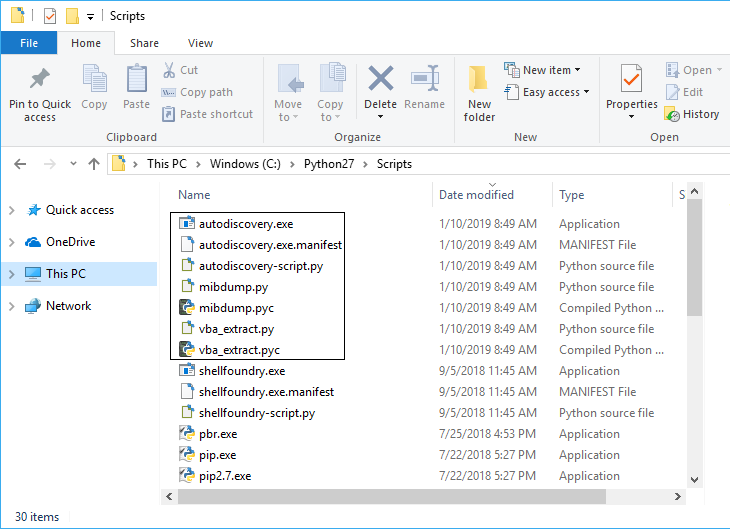 Scripts
File Home Share View
Pin to Quick access
Copy
Paste
Cut
Copy path
Paste shortcut
Clipboard
Move to
Copy to
Delete
Rename
Organize
New folder
New item
Easy access
New
Properties
Open
Edit
History
Open
This PC Windows (C:) Python27 Scripts
Quick access
OneDrive
This PC
Network
Name Date modified Type S
autodiscovery.exe 1/10/2019 8:49 AM Application
autodiscovery.exe.manifest 1/10/2019 8:49 AM MANIFEST File
autodiscovery-script.py 1/10/2019 8:49 AM Python source file
mibdump.py 1/10/2019 8:49 AM Python source file
mibdump.pyc 1/10/2019 8:49 AM Compiled Python ...
vba_extract.py 1/10/2019 8:49 AM Python source file
vba_extract.pyc 1/10/2019 8:49 AM Compiled Python ...
shellfoundry.exe 9/5/2018 11:45 AM Application
shellfoundry.exe.manifest 9/5/2018 11:45 AM MANIFEST File
shellfoundry-script.py 9/5/2018 11:45 AM Python source file
pbr.exe 7/25/2018 4:53 PM Application
pip.exe 7/22/2018 5:27 PM Application
pip2.7.exe 7/22/2018 5:27 PM Application
30 items